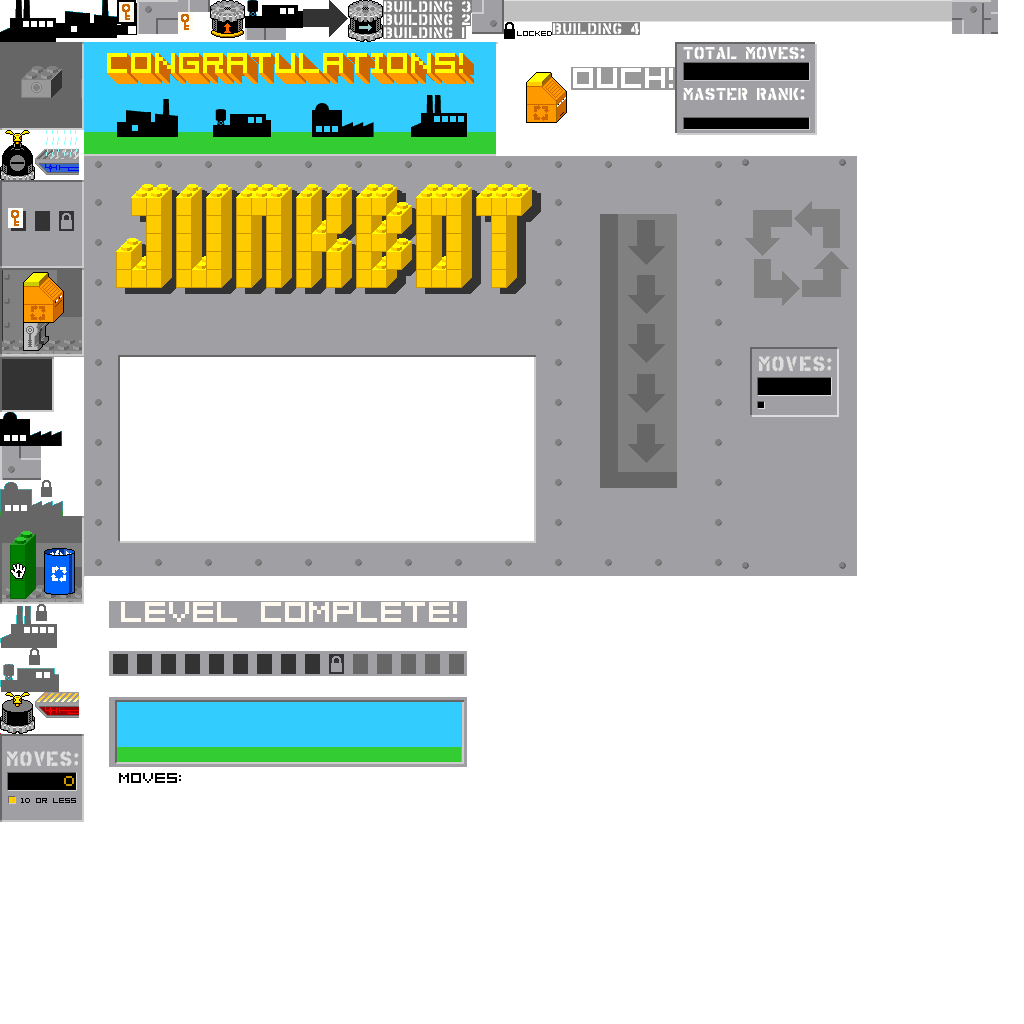 BUILDING 3
BUILDING 2
BUILDING 1
LOCKED
BUILDING 4
CONGRATULATIONS!
OUCH!
TOTAL MOVES:
MASTER RANK:
JUNKBOT
MOVES:
LEVEL COMPLETE!
MOVES:
0
10 OR LESS
MOVES: